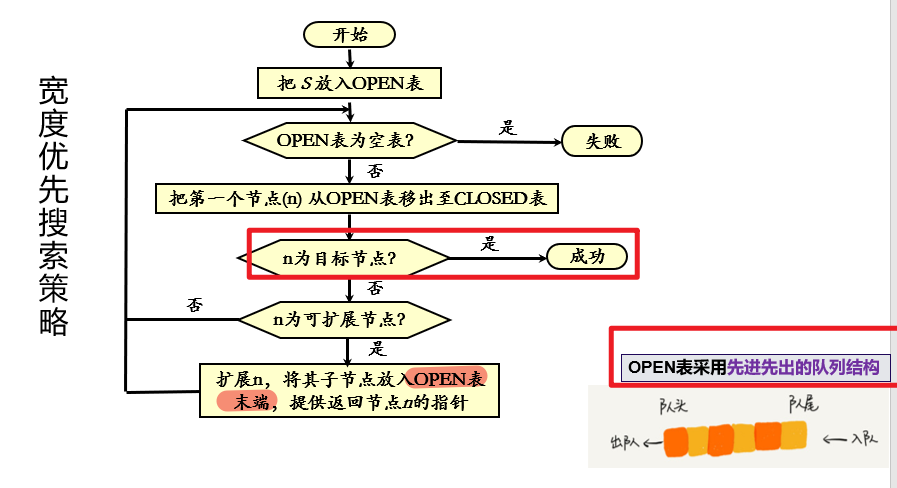 宽度优先搜索策略
开始
把 S 放入OPEN表
OPEN表为空表?
是
失败
否
把第一个节点(n) 从OPEN表移出至CLOSED表
n为目标节点?
是
成功
否
n为可扩展节点?
否
是
扩展n，将其子节点放入OPEN表
末端，提供返回节点n的指针
OPEN表采用先进先出的队列结构
队头
队尾
出队
入队